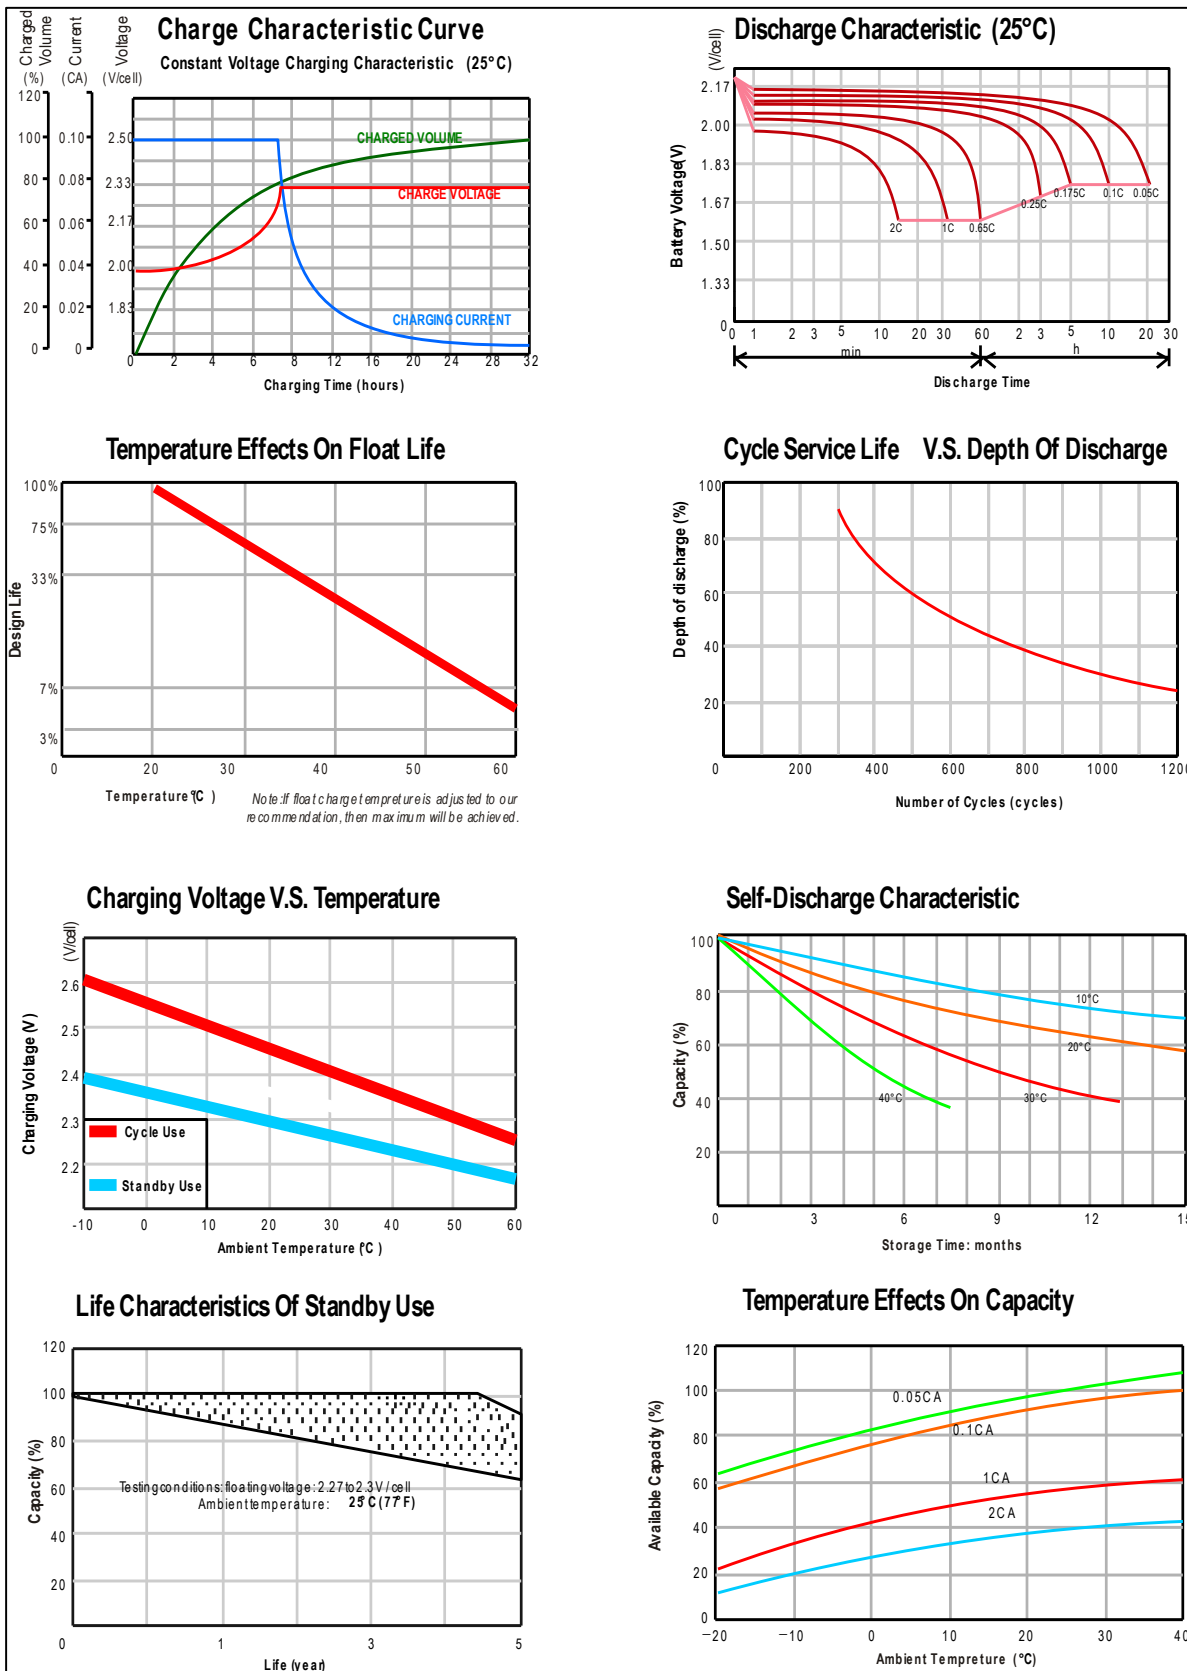 Charge Characteristic Curve
Constant Voltage Charging Characteristic (25°C)
Charged Volume
Current
Voltage
(%)
(CA)
(V/cell)
120
100 0.10 2.50
80 0.08 2.33
60 0.06 2.17
40 0.04 2.00
20 0.02 1.83
0 0
CHARGED VOLUME
CHARGE VOLTAGE
CHARGING CURRENT
0 2 4 6 8 12 16 20 24 28 32
Charging Time (hours)
Discharge Characteristic (25°C)
(V/cell)
Battery Voltage(V)
2.17
2.00
1.83
1.67
1.50
1.33
0
2C 1C 0.65C 0.25C 0.175C 0.1C 0.05C
0 1 2 3 5 10 20 30 60 2 3 5 10 20 30
min h
Discharge Time
Temperature Effects On Float Life
Design Life
100%
75%
33%
7%
3%
0 20 30 40 50 60
Temperature(°C )
Note:If float charge tempreture is adjusted to our
recommendation, then maximum will be achieved.
Cycle Service Life V.S. Depth Of Discharge
Depth of discharge (%)
100
80
60
40
20
0 200 400 600 800 1000 1200
Number of Cycles (cycles)
Charging Voltage V.S. Temperature
(V/cell)
Charging Voltage (V)
2.6
2.5
2.4
2.3
2.2
Cycle Use
Standby Use
-10 0 10 20 30 40 50 60
Ambient Temperature (°C )
Self-Discharge Characteristic
Capacity (%)
100
80
60
40
20
10°C
20°C
30°C
40°C
0 3 6 9 12 15
Storage Time: months
Life Characteristics Of Standby Use
Capacity (%)
120
100
80
60
40
20
Testing conditions: floating voltage: 2.27 to 2.3V / cell
Ambient temperature: 25°C (77°F)
0 1 3 5
Life (year)
Temperature Effects On Capacity
Available Capacity (%)
120
100
80
60
40
20
0
0.05CA
0.1CA
1CA
2CA
−20 −10 0 10 20 30 40
Ambient Tempreture (°C)